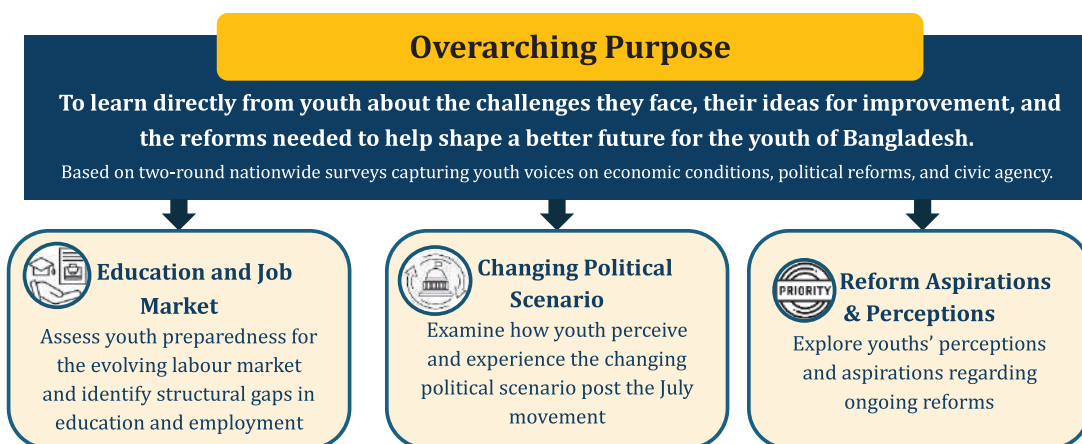 Overarching Purpose
To learn directly from youth about the challenges they face, their ideas for improvement, and
the reforms needed to help shape a better future for the youth of Bangladesh.
Based on two-round nationwide surveys capturing youth voices on economic conditions, political reforms, and civic agency.
Education and Job
Market
Assess youth preparedness for
the evolving labour market
and identify structural gaps in
education and employment
Changing Political
Scenario
Examine how youth perceive
and experience the changing
political scenario post the July
movement
PRIORITY
Reform Aspirations
& Perceptions
Explore youths’ perceptions
and aspirations regarding
ongoing reforms